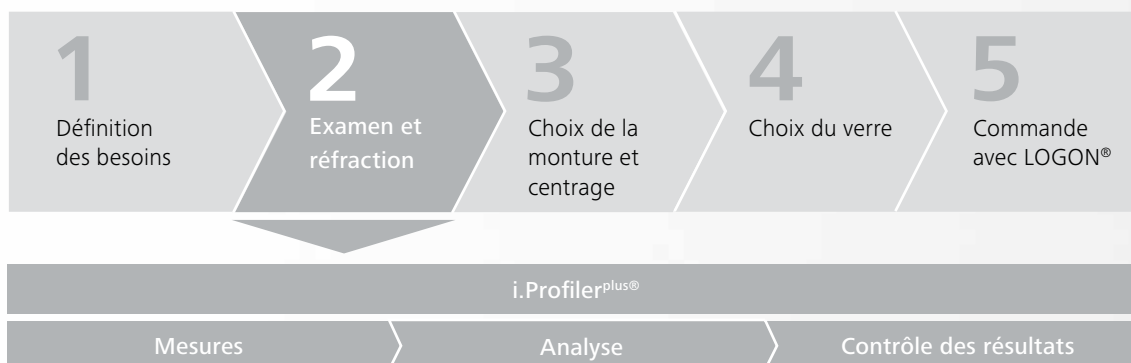 1
Définition
des besoins
2
Examen et
réfraction
3
Choix de la
monture et
centrage
4
Choix du verre
5
Commande
avec LOGON®
i.Profilerplus®
Mesures
Analyse
Contrôle des résultats